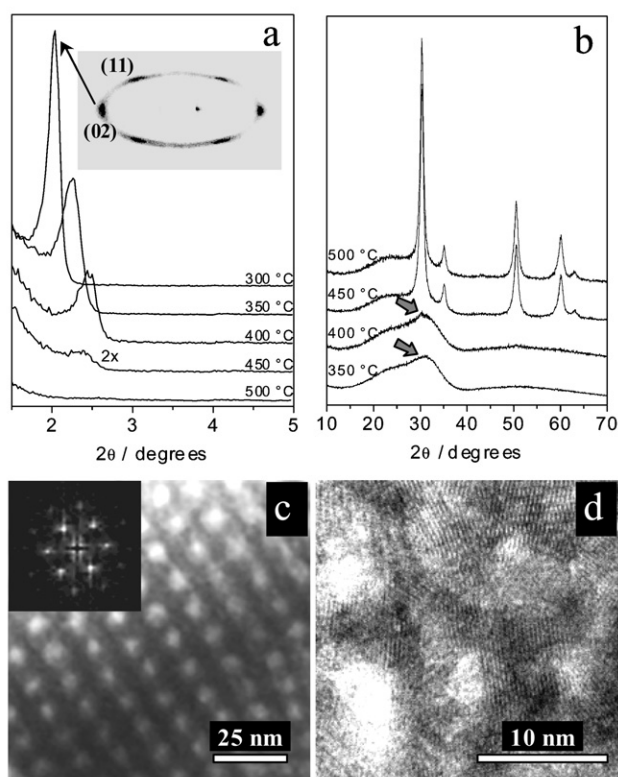 a
(11)
(02)
300 °C
350 °C
400 °C
2x
450 °C
500 °C
2 3 4 5
2θ / degrees
b
500 °C
450 °C
400 °C
350 °C
10 20 30 40 50 60 70
2θ / degrees
c
25 nm
d
10 nm